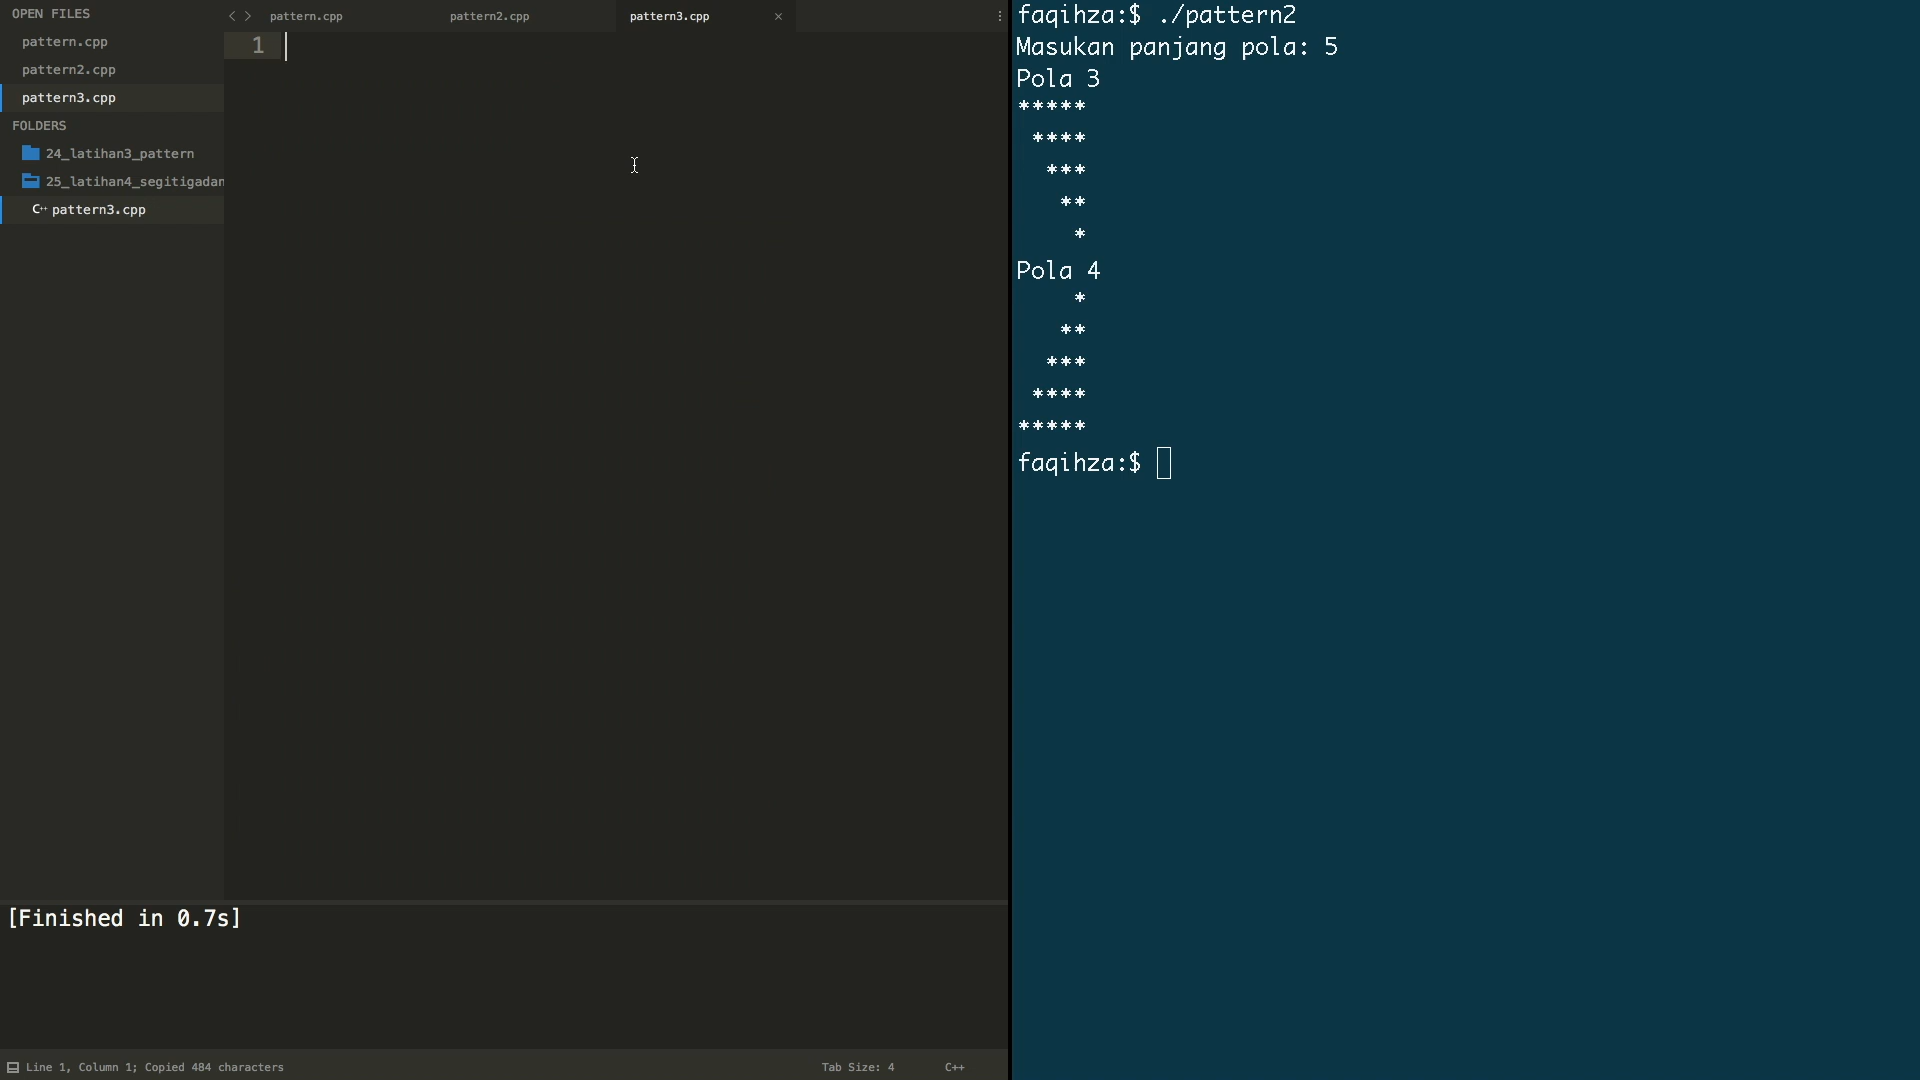 OPEN FILES
pattern.cpp
pattern2.cpp
pattern3.cpp
FOLDERS
24_latihan3_pattern
25_latihan4_segitigadan
C++ pattern3.cpp
< > pattern.cpp pattern2.cpp pattern3.cpp ×
1
[Finished in 0.7s]
Line 1, Column 1; Copied 484 characters Tab Size: 4 C++
faqihza:$ ./pattern2
Masukan panjang pola: 5
Pola 3
*****
 ****
  ***
   **
    *
Pola 4
    *
   **
  ***
 ****
*****
faqihza:$